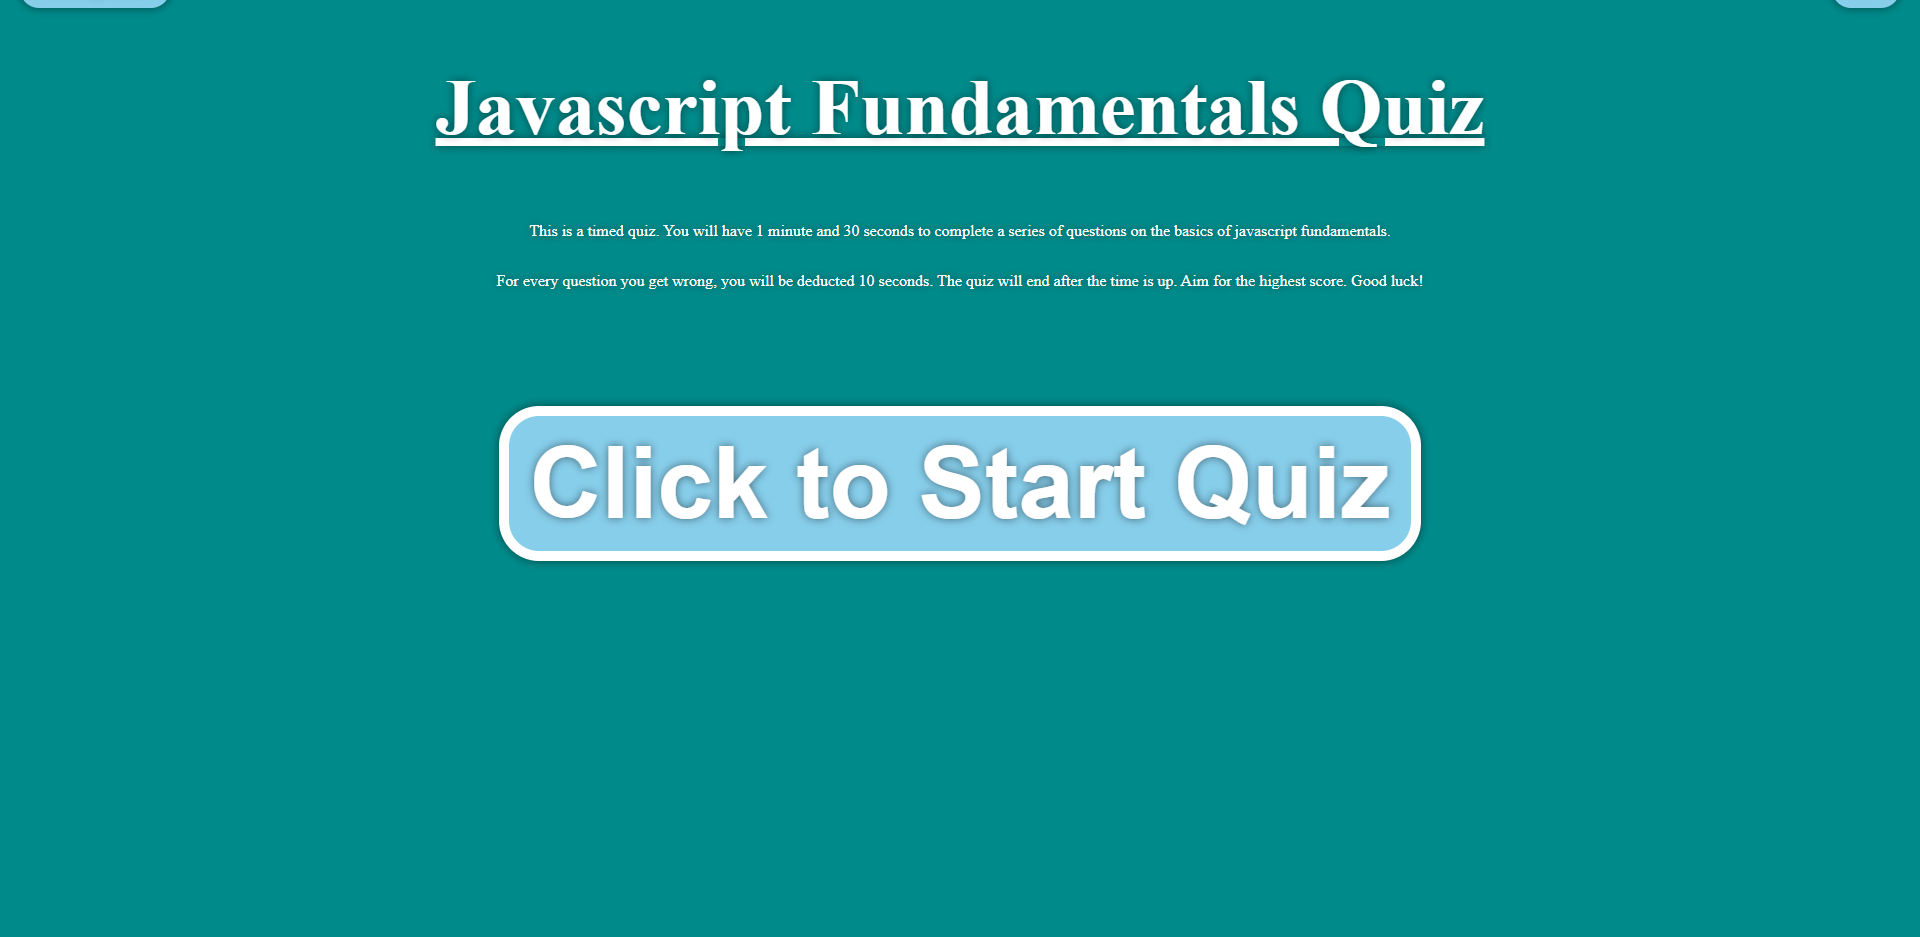 Javascript Fundamentals Quiz
This is a timed quiz. You will have 1 minute and 30 seconds to complete a series of questions on the basics of javascript fundamentals.
For every question you get wrong, you will be deducted 10 seconds. The quiz will end after the time is up. Aim for the highest score. Good luck!
Click to Start Quiz